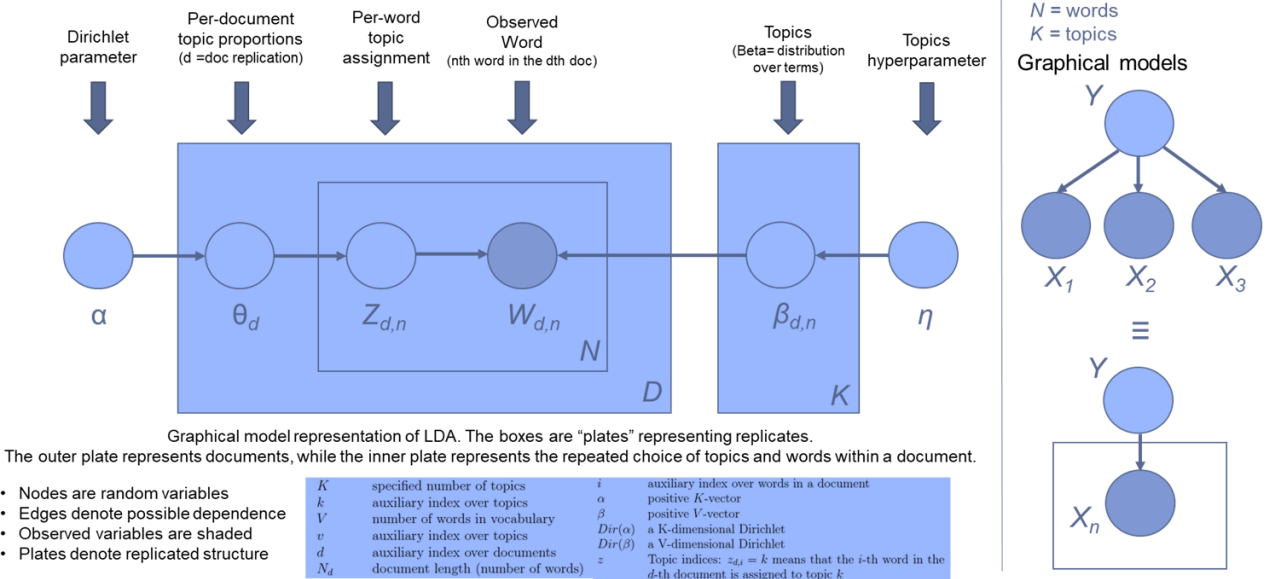 Dirichlet
parameter
Per-document
topic proportions
(d =doc replication)
Per-word
topic
assignment
Observed
Word
(nth word in the dth doc)
Topics
(Beta= distribution
over terms)
Topics
hyperparameter
α
θd
Zd,n
Wd,n
N
D
βd,n
K
η
Graphical model representation of LDA. The boxes are “plates” representing replicates.
The outer plate represents documents, while the inner plate represents the repeated choice of topics and words within a document.
• Nodes are random variables
• Edges denote possible dependence
• Observed variables are shaded
• Plates denote replicated structure
K specified number of topics
k auxiliary index over topics
V number of words in vocabulary
v auxiliary index over topics
d auxiliary index over documents
Nd document length (number of words)
i auxiliary index over words in a document
α positive K-vector
β positive V-vector
Dir(α) a K-dimensional Dirichlet
Dir(β) a V-dimensional Dirichlet
z Topic indices: zd,i = k means that the i-th word in the
d-th document is assigned to topic k
N = words
K = topics
Graphical models
Y
X1
X2
X3
≡
Y
Xn